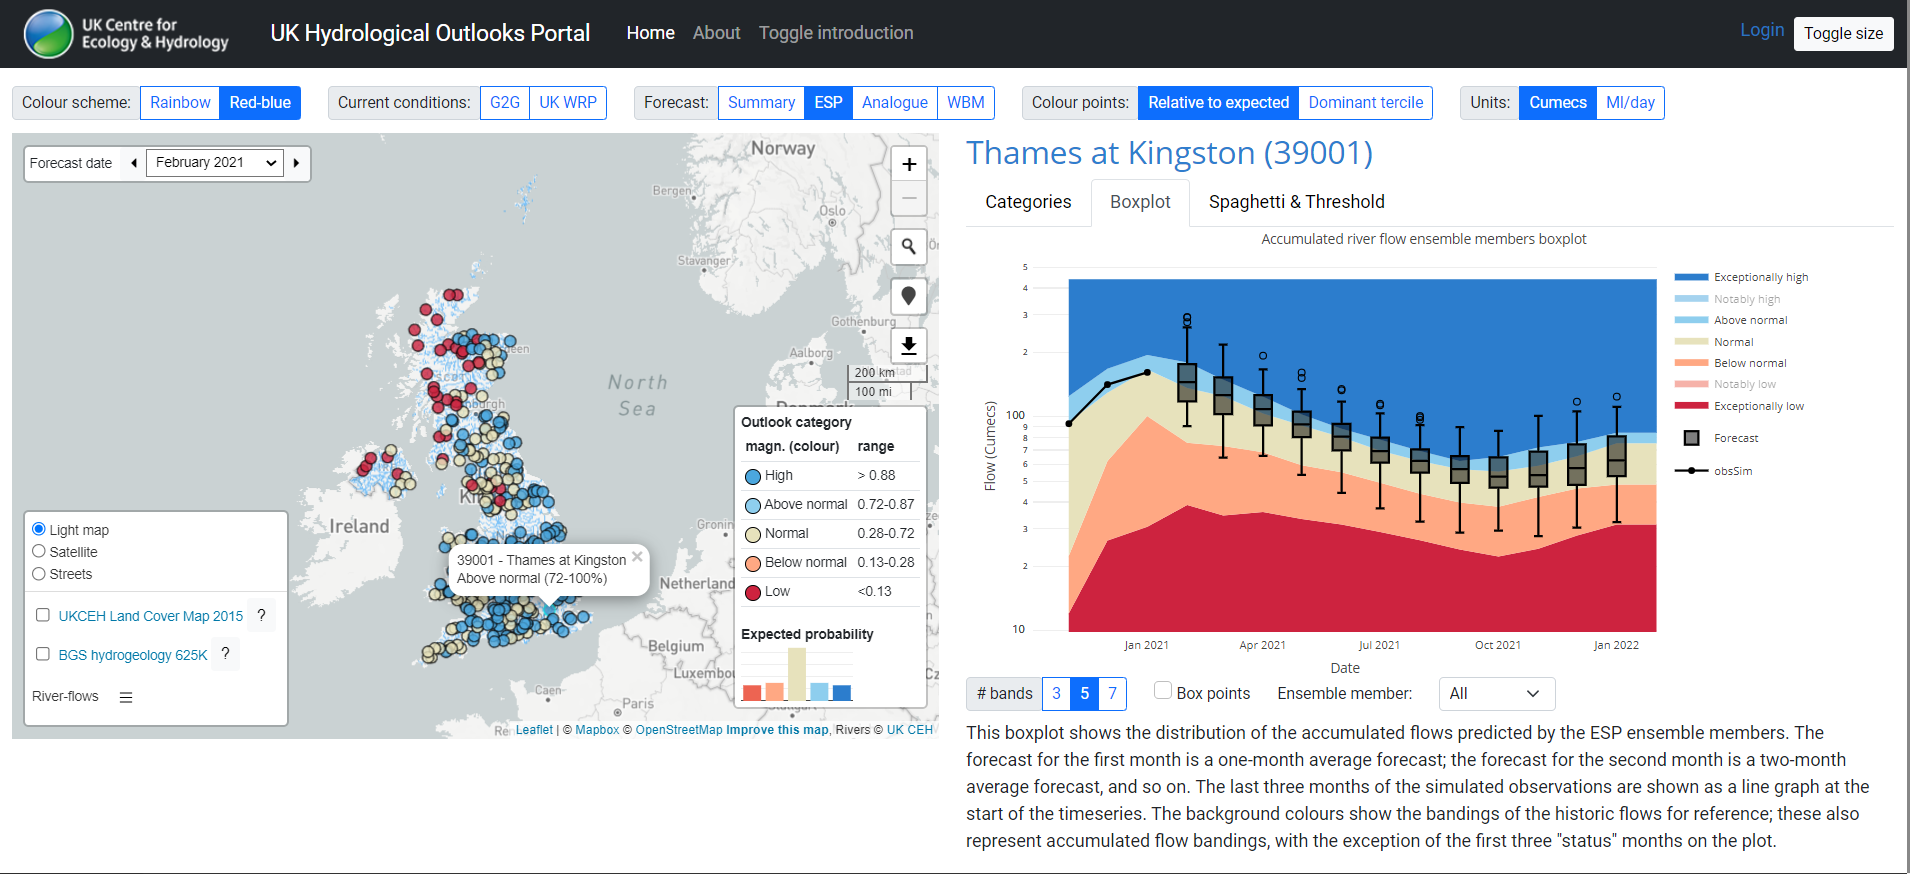 UK Centre for
Ecology & Hydrology
UK Hydrological Outlooks Portal
Home
About
Toggle introduction
Login
Toggle size
Colour scheme: Rainbow Red-blue
Current conditions: G2G UK WRP
Forecast: Summary ESP Analogue WBM
Colour points: Relative to expected Dominant tercile
Units: Cumecs Ml/day
Forecast date February 2021
Norway
Bergen
Oslo
Stavanger
Gothenburg
Aalborg
North
Sea
Ireland
Netherland
Belgium
Luxembou
Caen
Paris
+
−
200 km
100 mi
39001 - Thames at Kingston ×
Above normal (72-100%)
Outlook category
magn. (colour) range
High > 0.88
Above normal 0.72-0.87
Normal 0.28-0.72
Below normal 0.13-0.28
Low <0.13
Expected probability
Light map
Satellite
Streets
UKCEH Land Cover Map 2015 ?
BGS hydrogeology 625K ?
River-flows
Leaflet | © Mapbox © OpenStreetMap Improve this map, Rivers © UK CEH
Thames at Kingston (39001)
Categories
Boxplot
Spaghetti & Threshold
Accumulated river flow ensemble members boxplot
Flow (Cumecs)
5
4
3
2
100
9
8
7
6
5
4
3
2
10
Jan 2021
Apr 2021
Jul 2021
Oct 2021
Jan 2022
Date
Exceptionally high
Notably high
Above normal
Normal
Below normal
Notably low
Exceptionally low
Forecast
obsSim
# bands 3 5 7
Box points
Ensemble member: All
This boxplot shows the distribution of the accumulated flows predicted by the ESP ensemble members. The
forecast for the first month is a one-month average forecast; the forecast for the second month is a two-month
average forecast, and so on. The last three months of the simulated observations are shown as a line graph at the
start of the timeseries. The background colours show the bandings of the historic flows for reference; these also
represent accumulated flow bandings, with the exception of the first three "status" months on the plot.